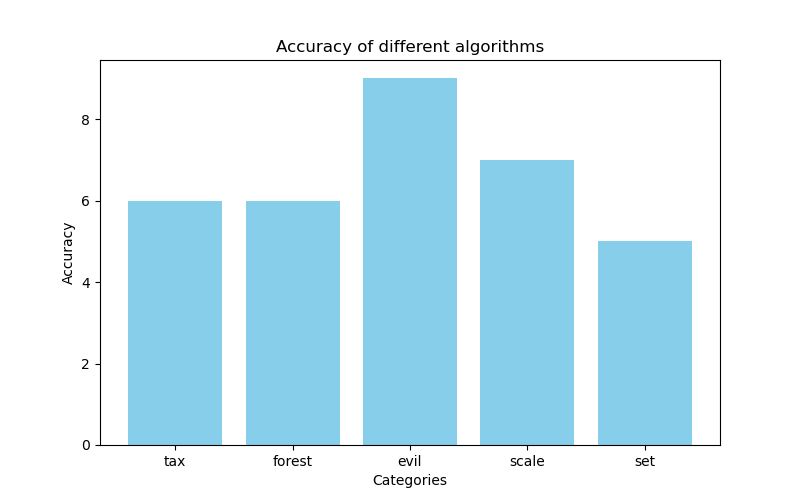 Accuracy of different algorithms
Accuracy
8
6
4
2
0
tax forest evil scale set
Categories